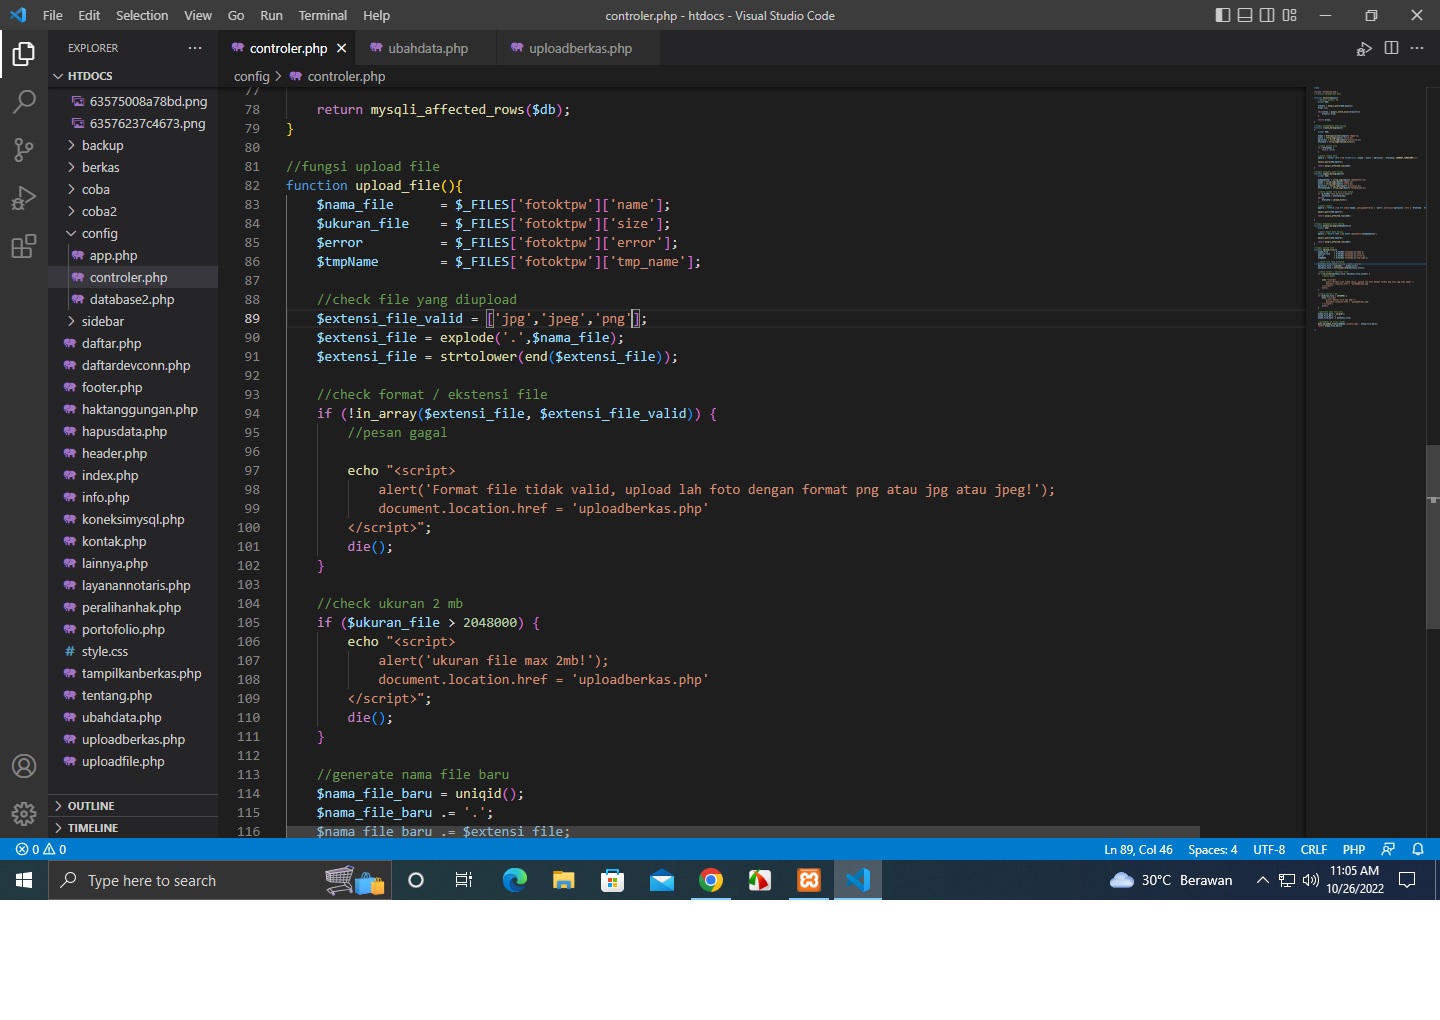 File Edit Selection View Go Run Terminal Help controler.php - htdocs - Visual Studio Code
EXPLORER
HTDOCS
63575008a78bd.png
63576237c4673.png
backup
berkas
coba
coba2
config
app.php
controler.php
database2.php
sidebar
daftar.php
daftardevconn.php
footer.php
haktanggungan.php
hapusdata.php
header.php
index.php
info.php
koneksimysql.php
kontak.php
lainnya.php
layanannotaris.php
peralihanhak.php
portofolio.php
# style.css
tampilkanberkas.php
tentang.php
ubahdata.php
uploadberkas.php
uploadfile.php
OUTLINE
TIMELINE
controler.php ubahdata.php uploadberkas.php
config > controler.php
77
78 return mysqli_affected_rows($db);
79 }
80
81 //fungsi upload file
82 function upload_file(){
83 $nama_file = $_FILES['fotoktpw']['name'];
84 $ukuran_file = $_FILES['fotoktpw']['size'];
85 $error = $_FILES['fotoktpw']['error'];
86 $tmpName = $_FILES['fotoktpw']['tmp_name'];
87
88 //check file yang diupload
89 $extensi_file_valid = ['jpg','jpeg','png'];
90 $extensi_file = explode('.',$nama_file);
91 $extensi_file = strtolower(end($extensi_file));
92
93 //check format / ekstensi file
94 if (!in_array($extensi_file, $extensi_file_valid)) {
95 //pesan gagal
96
97 echo "<script>
98 alert('Format file tidak valid, upload lah foto dengan format png atau jpg atau jpeg!');
99 document.location.href = 'uploadberkas.php'
100 </script>";
101 die();
102 }
103
104 //check ukuran 2 mb
105 if ($ukuran_file > 2048000) {
106 echo "<script>
107 alert('ukuran file max 2mb!');
108 document.location.href = 'uploadberkas.php'
109 </script>";
110 die();
111 }
112
113 //generate nama file baru
114 $nama_file_baru = uniqid();
115 $nama_file_baru .= '.';
116 $nama_file_baru .= $extensi_file;
0 0 Ln 89, Col 46 Spaces: 4 UTF-8 CRLF PHP
Type here to search 30°C Berawan 11:05 AM
10/26/2022